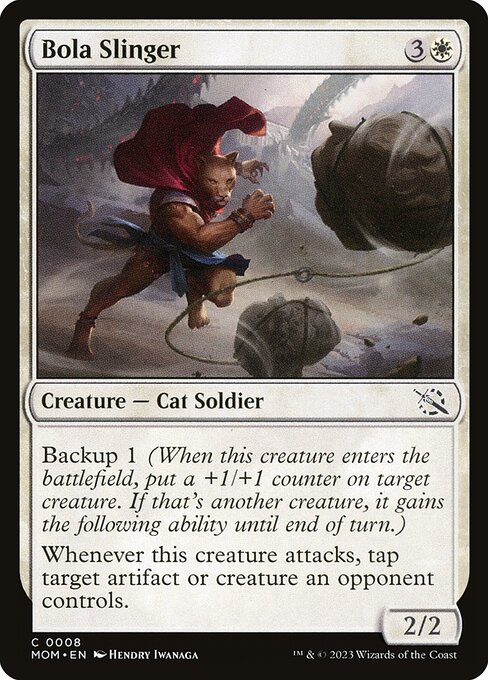 Bola Slinger 3
Creature — Cat Soldier
Backup 1 (When this creature enters the
battlefield, put a +1/+1 counter on target
creature. If that's another creature, it gains
the following ability until end of turn.)
Whenever this creature attacks, tap
target artifact or creature an opponent
controls.
2/2
C 0008
MOM • EN Hendry Iwanaga
™ & © 2023 Wizards of the Coast